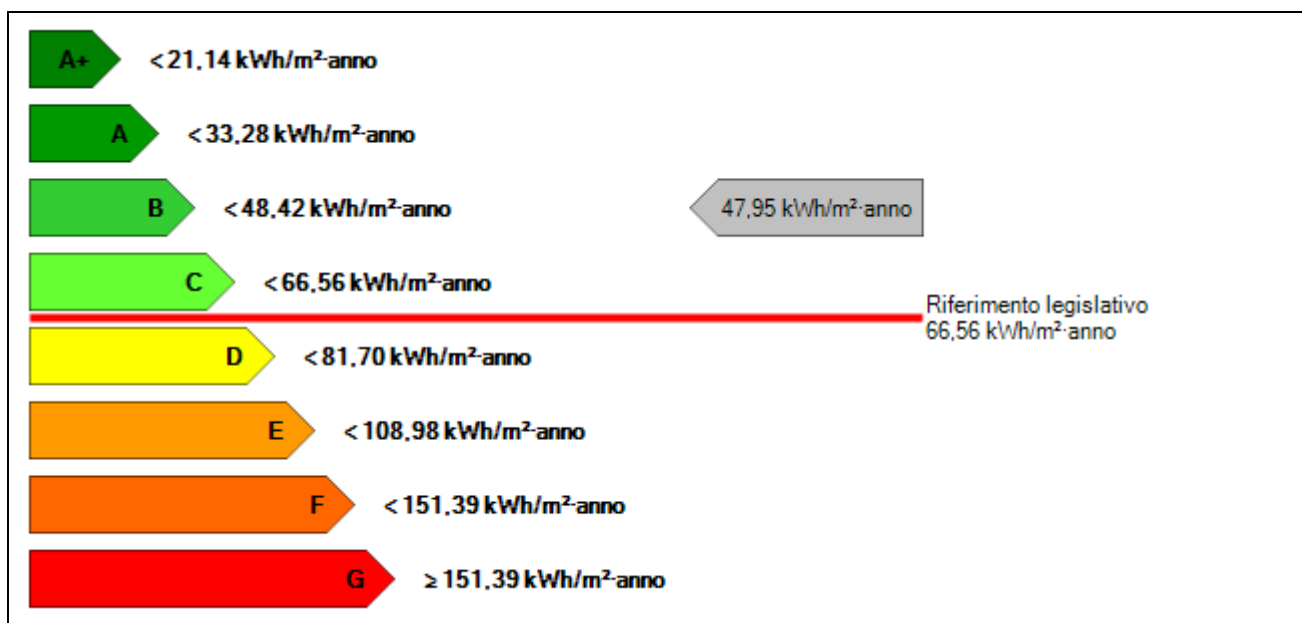 A+ <21,14 kWh/m²·anno
A <33,28 kWh/m²·anno
B <48,42 kWh/m²·anno 47,95 kWh/m²·anno
C <66,56 kWh/m²·anno
Riferimento legislativo
66,56 kWh/m²·anno
D <81,70 kWh/m²·anno
E <108,98 kWh/m²·anno
F <151,39 kWh/m²·anno
G ≥151,39 kWh/m²·anno